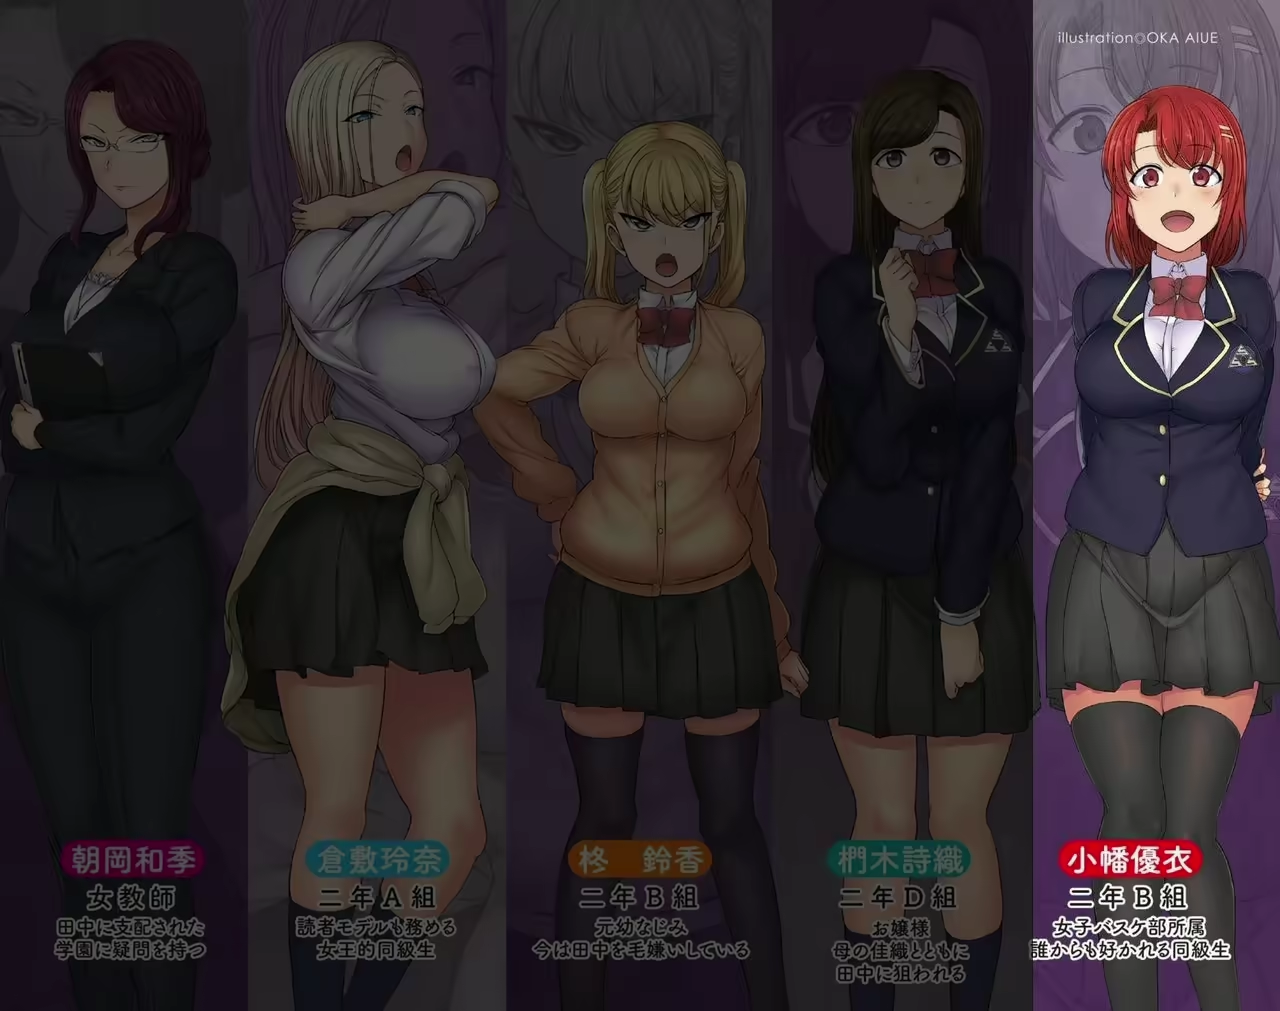 illustration◎OKA AIUE
朝岡和季
女教師
田中に支配された
学園に疑問を持つ
倉敷玲奈
二年A組
読者モデルも務める
女王的同級生
柊 鈴香
二年B組
元幼なじみ
今は田中を毛嫌いしている
椚木詩織
二年D組
お嬢様
母の佳織とともに
田中に狙われる
小幡優衣
二年B組
女子バスケ部所属
誰からも好かれる同級生